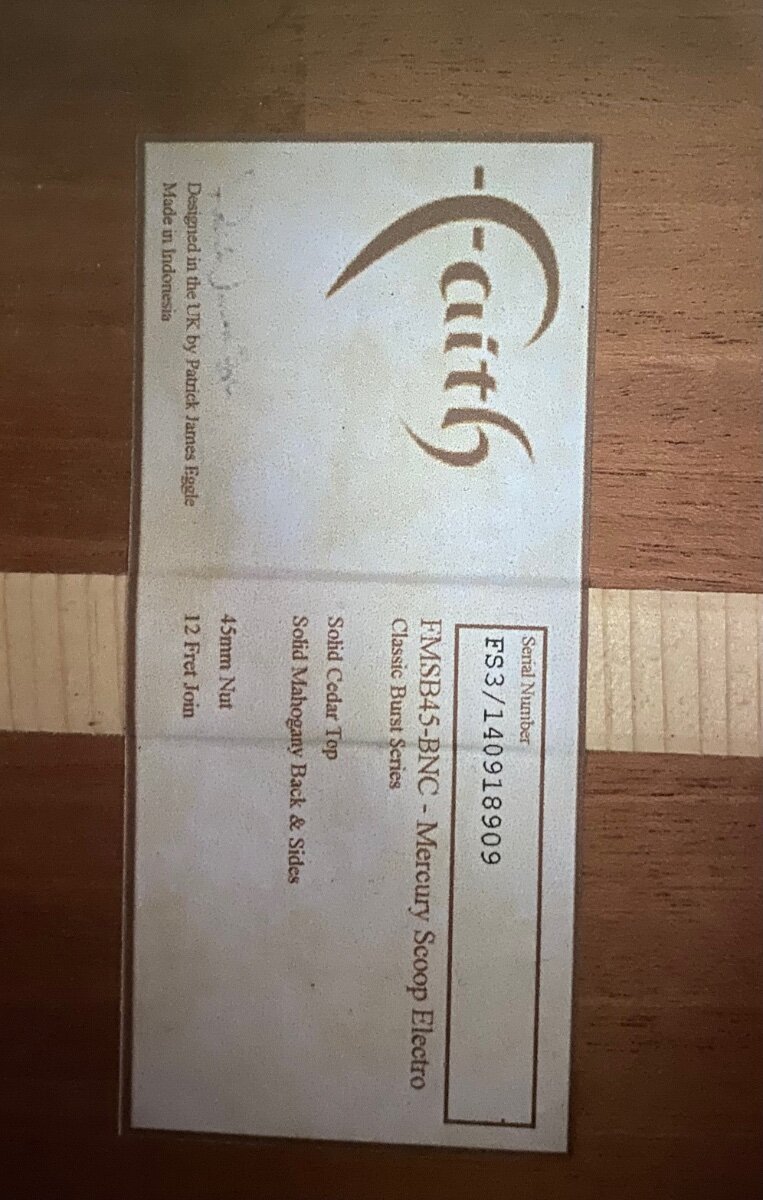 Faith
Designed in the UK by Patrick James Eggle
Made in Indonesia
Serial Number
FS3/140918909
FMSB45-BNC - Mercury Scoop Electro
Classic Burst Series
Solid Cedar Top
Solid Mahogany Back & Sides
45mm Nut
12 Fret Join